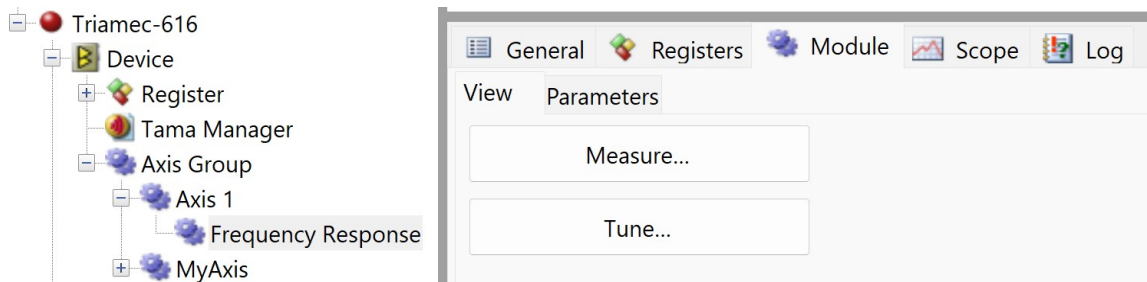 Triamec-616
Device
Register
Tama Manager
Axis Group
Axis 1
Frequency Response
MyAxis
General Registers Module Scope Log
View Parameters
Measure...
Tune...